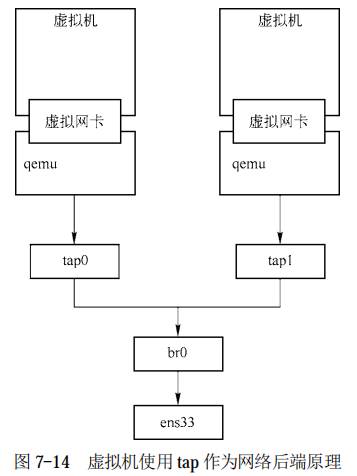 虚拟机
虚拟机
虚拟网卡
虚拟网卡
qemu
qemu
tap0
tap1
br0
ens33
图 7-14 虚拟机使用 tap 作为网络后端原理